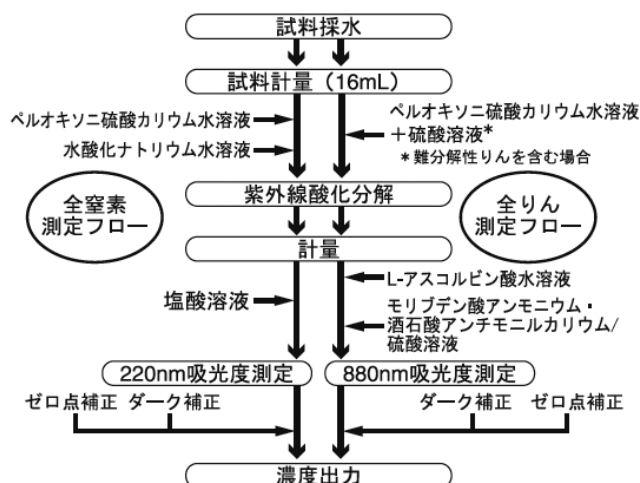 試料採水
試料計量（16mL）
ペルオキソニ硫酸カリウム水溶液
水酸化ナトリウム水溶液
ペルオキソニ硫酸カリウム水溶液
＋硫酸溶液*
*難分解性りんを含む場合
全窒素
測定フロー
紫外線酸化分解
全りん
測定フロー
計量
塩酸溶液
L-アスコルビン酸水溶液
モリブデン酸アンモニウム・
酒石酸アンチモニルカリウム/
硫酸溶液
220nm吸光度測定
880nm吸光度測定
ゼロ点補正 ダーク補正
ダーク補正 ゼロ点補正
濃度出力